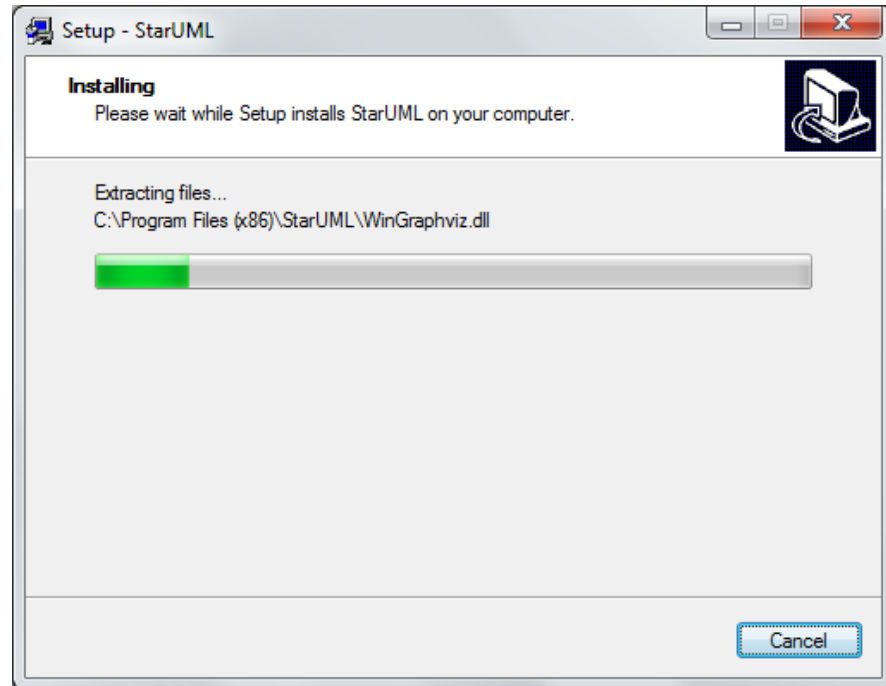 Setup - StarUML
Installing
Please wait while Setup installs StarUML on your computer.
Extracting files...
C:\Program Files (x86)\StarUML\WinGraphviz.dll
Cancel